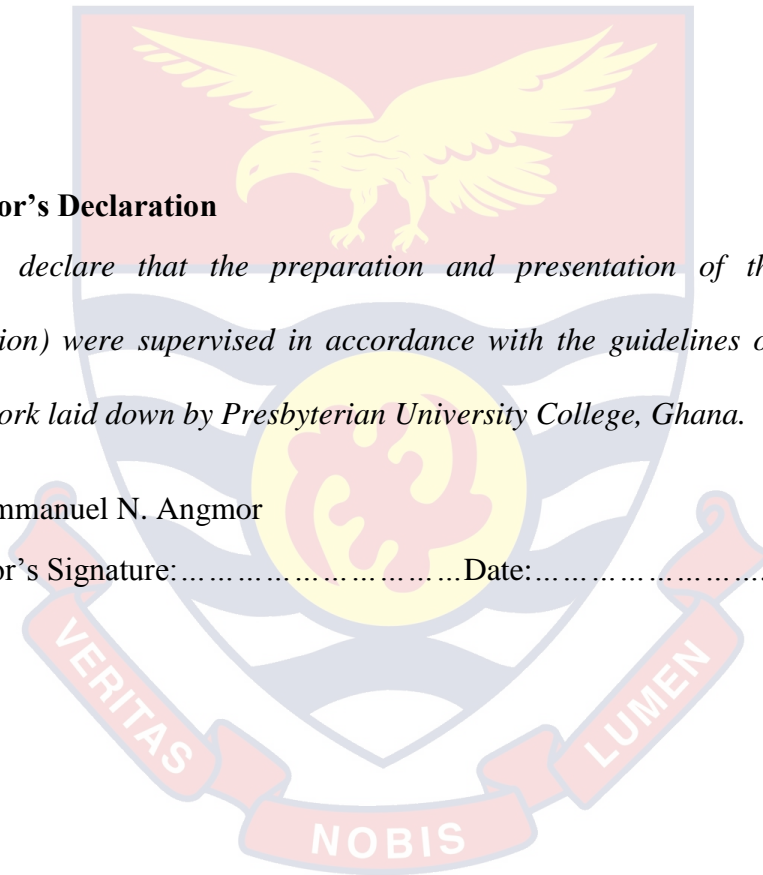 or’s Declaration
declare that the preparation and presentation of th
ion) were supervised in accordance with the guidelines o
ork laid down by Presbyterian University College, Ghana.
mmanuel N. Angmor
or’s Signature:…………………………Date:……………………..
VERITAS
NOBIS
LUMEN